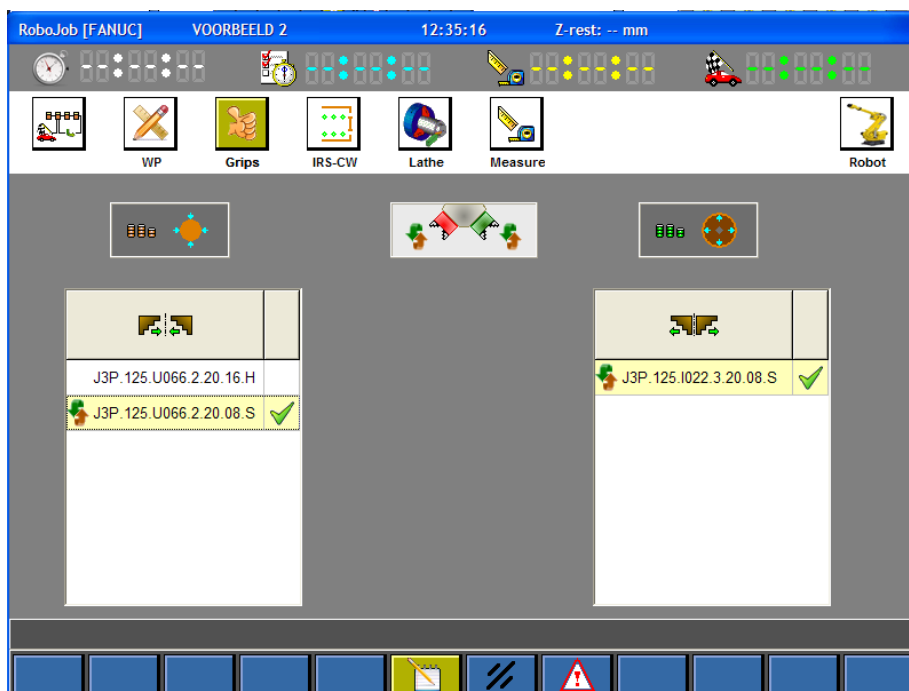 RoboJob [FANUC] VOORBEELD 2 12:35:16 Z-rest: -- mm
--:--:-- --:--:-- --:--:-- --:--:--
WP Grips IRS-CW Lathe Measure Robot
J3P.125.U066.2.20.16.H
J3P.125.U066.2.20.08.S
J3P.125.I022.3.20.08.S